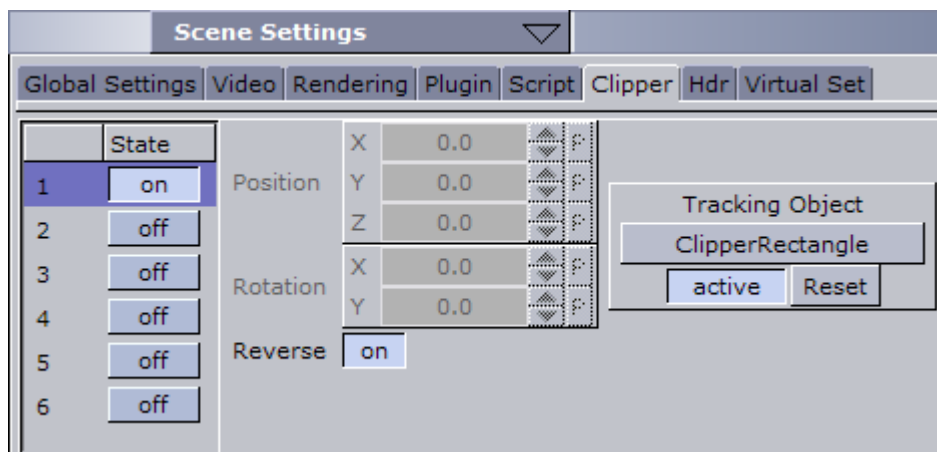 Scene Settings
Global Settings Video Rendering Plugin Script Clipper Hdr Virtual Set
State
1 on
2 off
3 off
4 off
5 off
6 off
Position
X 0.0 P
Y 0.0 P
Z 0.0 P
Rotation
X 0.0 P
Y 0.0 P
Reverse on
Tracking Object
ClipperRectangle
active Reset